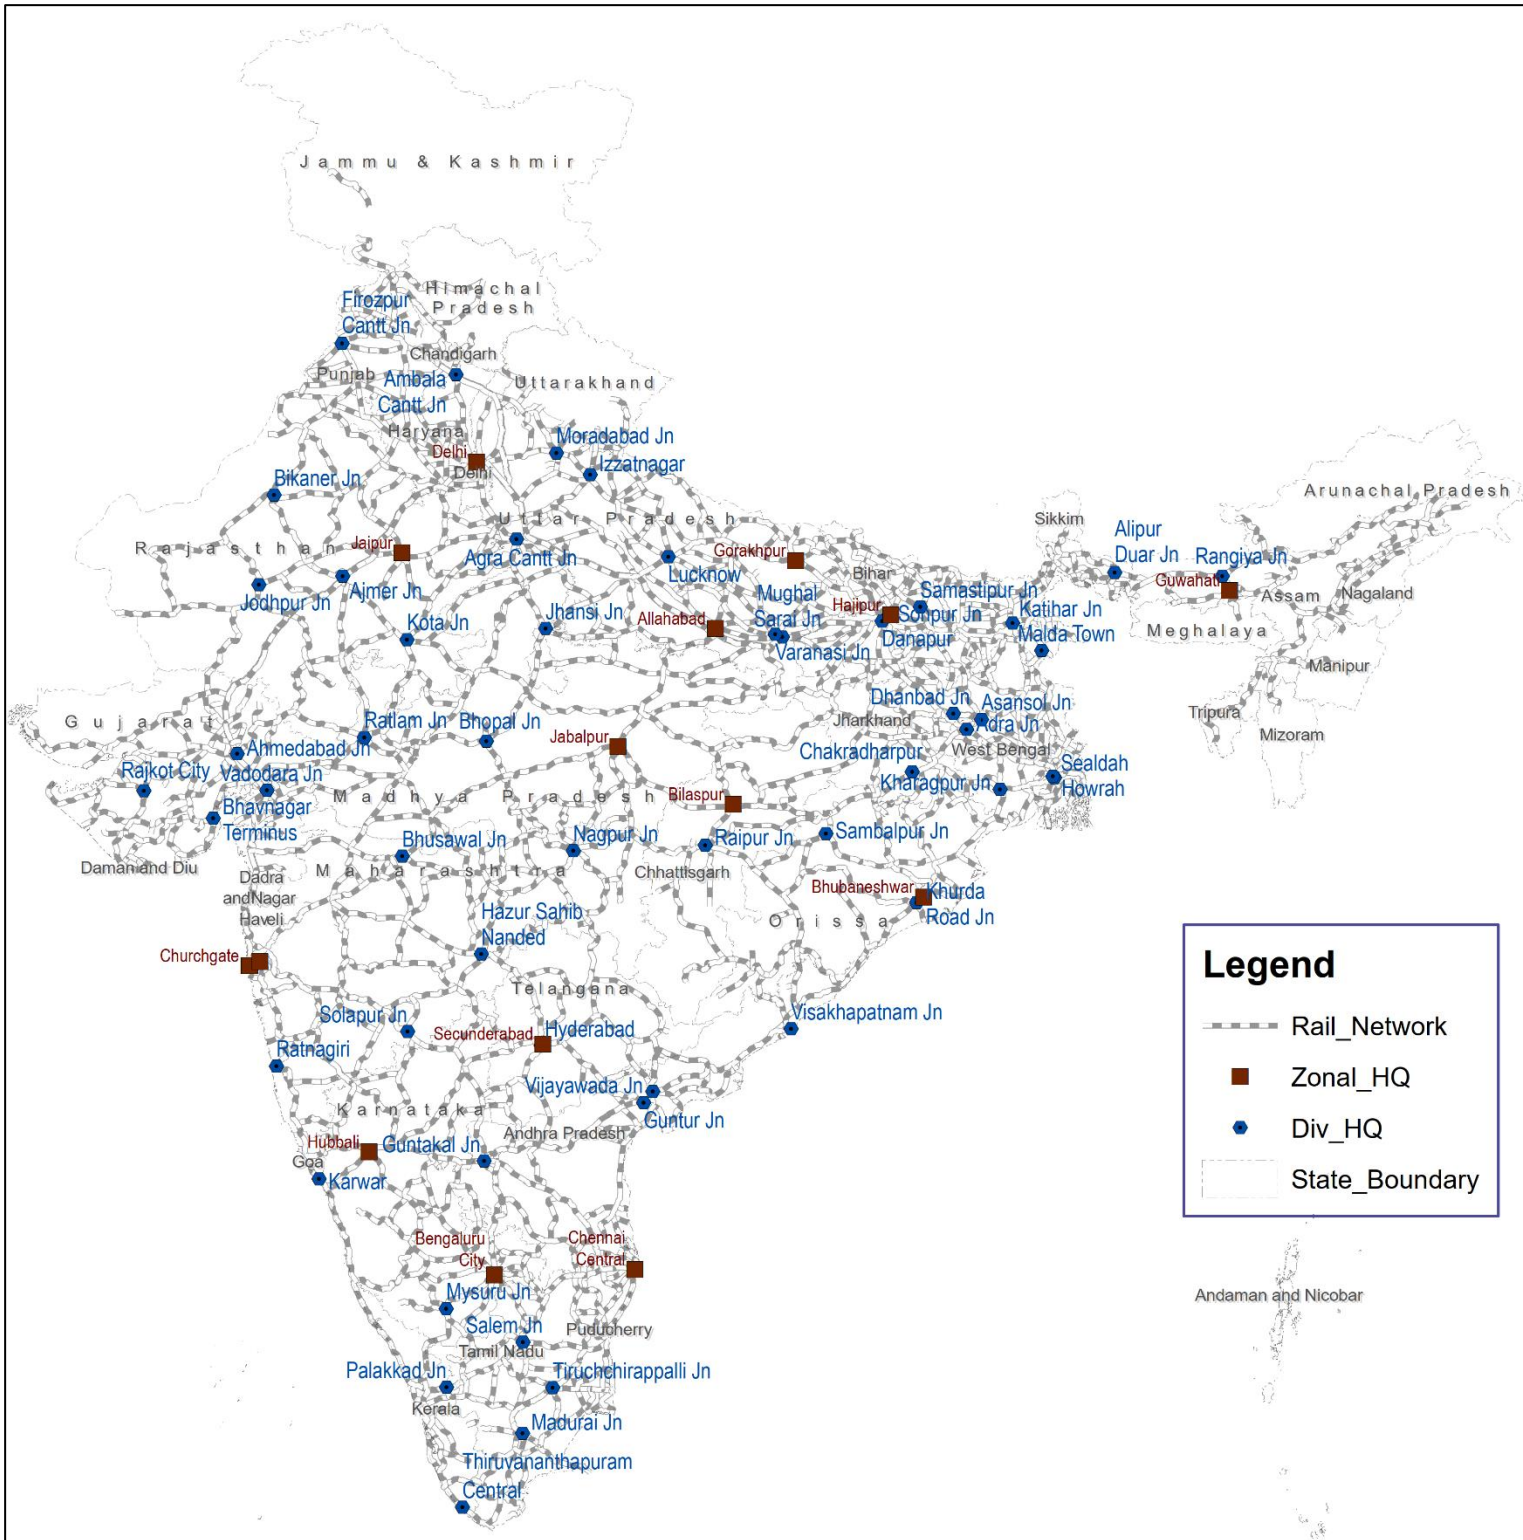 Jammu & Kashmir
Himachal
Pradesh
Firozpur
Cantt Jn
Chandigarh
Punjab
Ambala
Cantt Jn
Uttarakhand
Haryana
Delhi
Delhi
Moradabad Jn
Izzatnagar
Bikaner Jn
Arunachal Pradesh
Uttar Pradesh
Sikkim
Rajasthan
Jaipur
Agra Cantt Jn
Lucknow
Gorakhpur
Bihar
Alipur
Duar Jn
Rangiya Jn
Guwahati
Assam
Nagaland
Jodhpur Jn
Ajmer Jn
Mughal
Sarai Jn
Hajipur
Samastipur Jn
Sonpur Jn
Katihar Jn
Kota Jn
Jhansi Jn
Allahabad
Varanasi Jn
Danapur
Malda Town
Meghalaya
Manipur
Dhanbad Jn
Asansol Jn
Adra Jn
Jharkhand
West Bengal
Tripura
Mizoram
Gujarat
Ratlam Jn
Bhopal Jn
Jabalpur
Chakradharpur
Ahmedabad Jn
Sealdah
Howrah
Rajkot City
Vadodara Jn
Kharagpur Jn
Madhya Pradesh
Bilaspur
Bhavnagar
Terminus
Bhusawal Jn
Nagpur Jn
Raipur Jn
Sambalpur Jn
Daman and Diu
Maharashtra
Chhattisgarh
Dadra
andNagar
Haveli
Bhubaneshwar
Khurda
Road Jn
Hazur Sahib
Nanded
Orissa
Churchgate
Telangana
Solapur Jn
Secunderabad
Hyderabad
Visakhapatnam Jn
Ratnagiri
Vijayawada Jn
Karnataka
Guntur Jn
Andhra Pradesh
Hubbali
Guntakal Jn
Goa
Karwar
Bengaluru
City
Chennai
Central
Mysuru Jn
Salem Jn
Puducherry
Tamil Nadu
Palakkad Jn
Tiruchchirappalli Jn
Kerala
Madurai Jn
Thiruvananthapuram
Central
Legend
Rail_Network
Zonal_HQ
Div_HQ
State_Boundary
Andaman and Nicobar